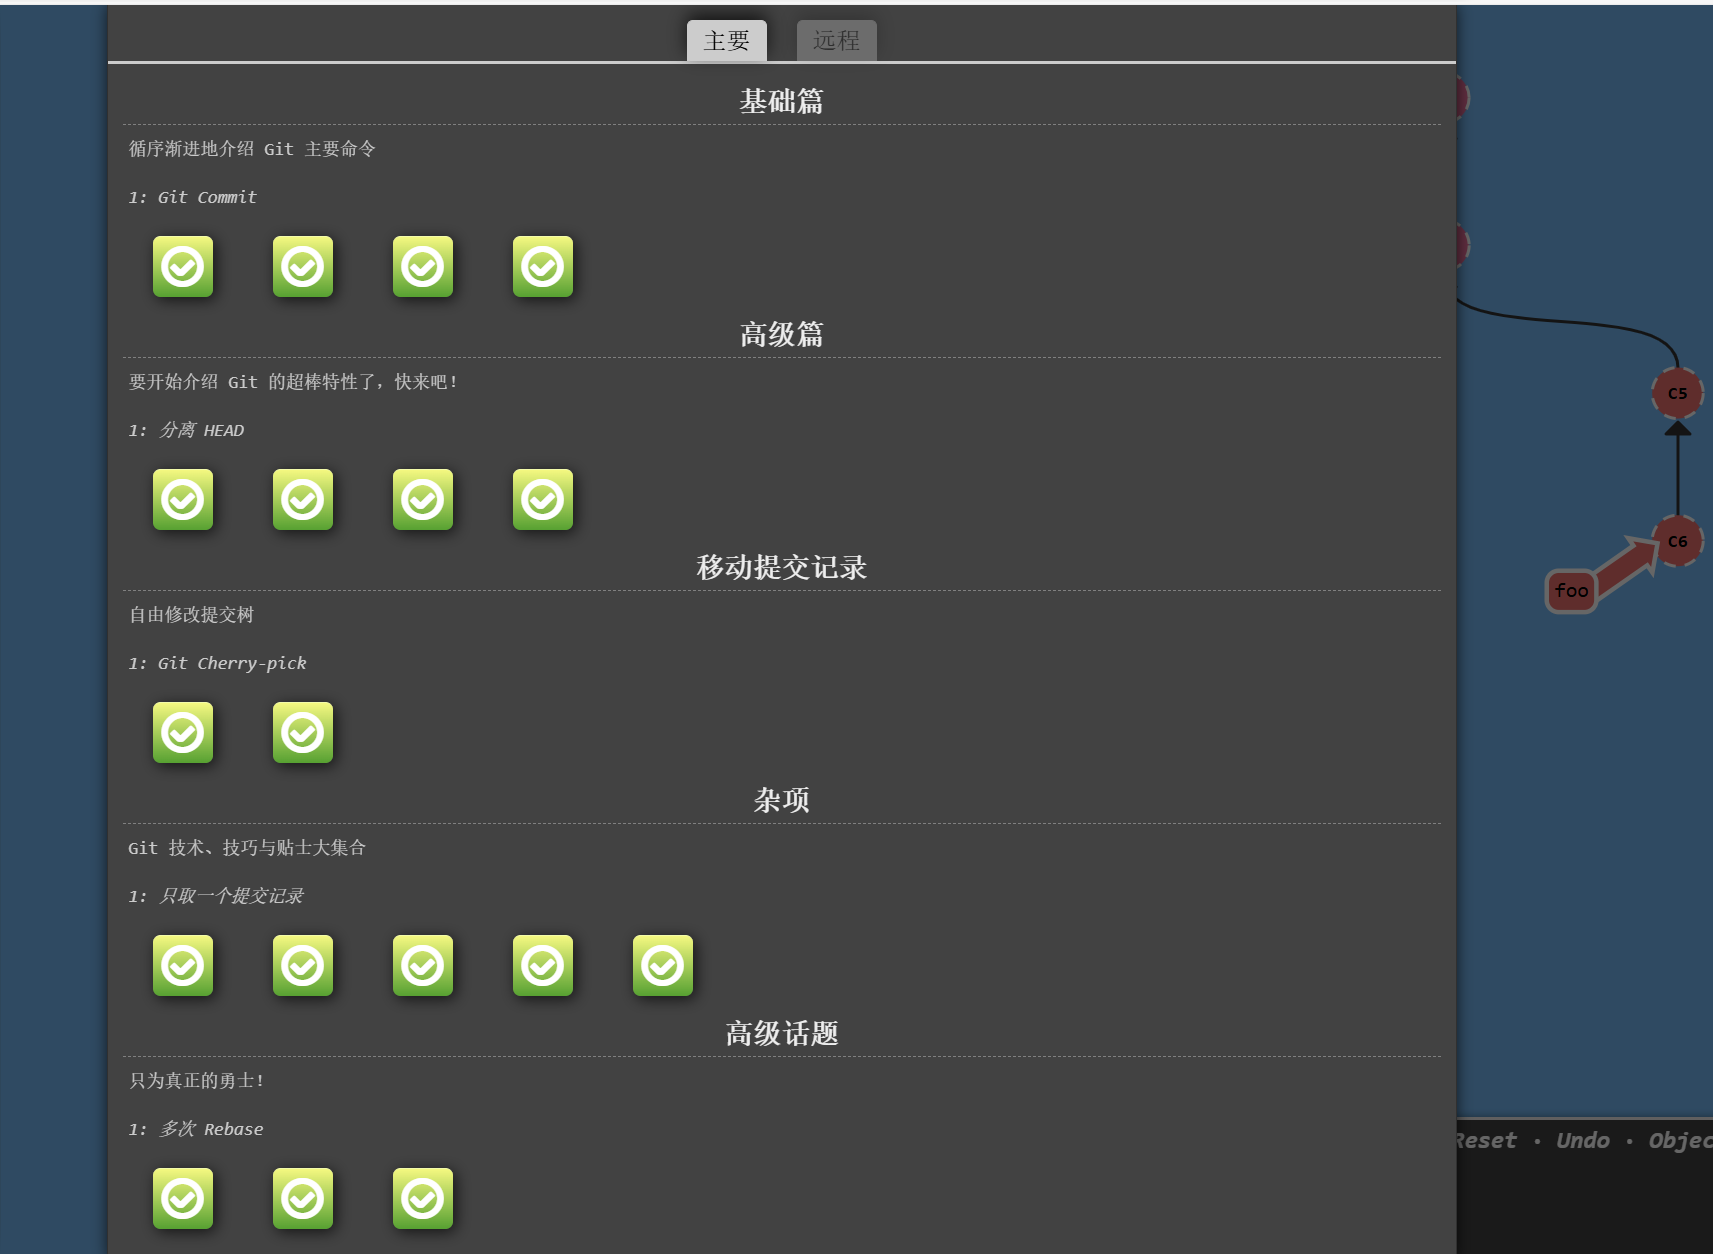 主要
远程
基础篇
循序渐进地介绍 Git 主要命令
1: Git Commit
高级篇
要开始介绍 Git 的超棒特性了，快来吧！
1: 分离 HEAD
移动提交记录
自由修改提交树
1: Git Cherry-pick
杂项
Git 技术、技巧与贴士大集合
1: 只取一个提交记录
高级话题
只为真正的勇士！
1: 多次 Rebase
C5
C6
foo
Reset · Undo · Objec